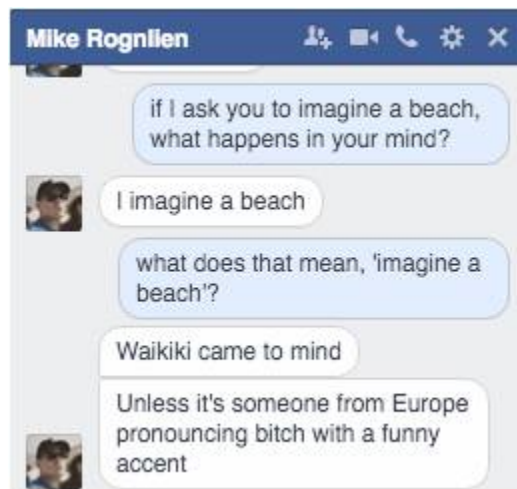 Mike Rognlien
if I ask you to imagine a beach,
what happens in your mind?
I imagine a beach
what does that mean, 'imagine a
beach'?
Waikiki came to mind
Unless it's someone from Europe
pronouncing bitch with a funny
accent